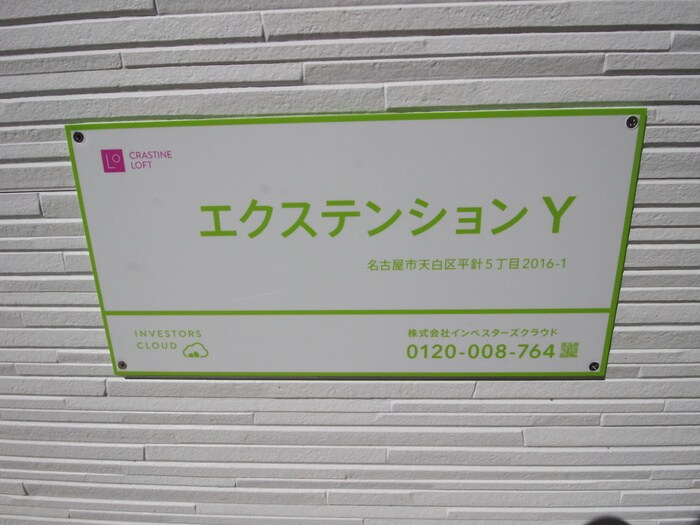 CRASTINE
LOFT
エクステンション Y
名古屋市天白区平針5丁目2016-1
INVESTORS
CLOUD
株式会社インベスターズクラウド
0120-008-764